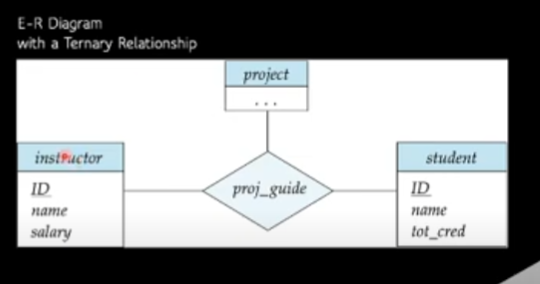 E-R Diagram
with a Ternary Relationship
project
...
instructor
ID
name
salary
proj_guide
student
ID
name
tot_cred